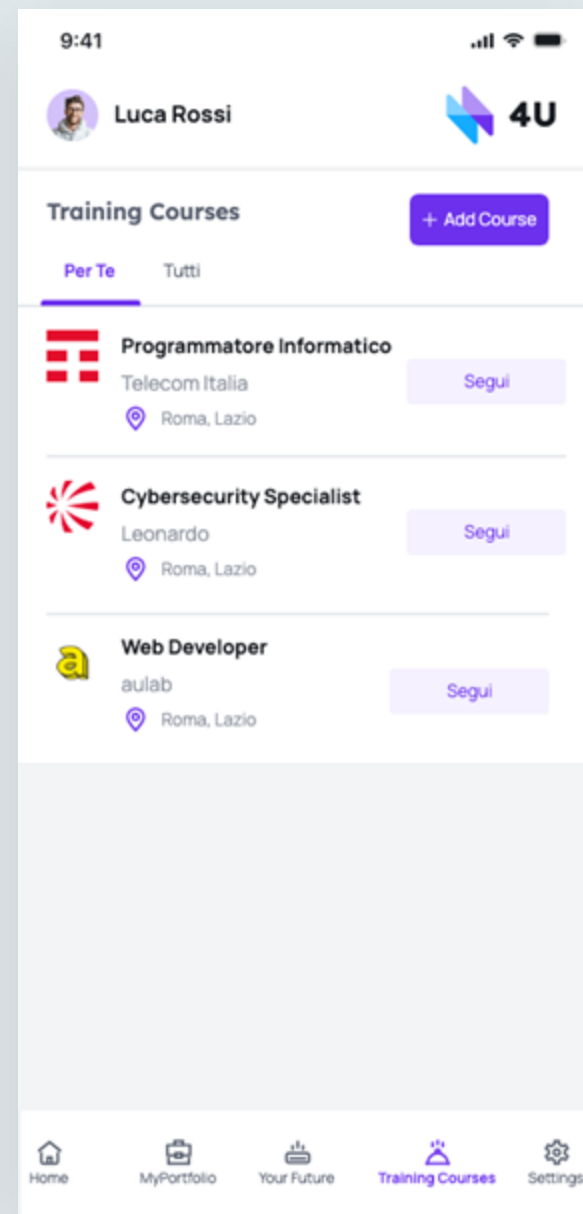 9:41
Luca Rossi
4U
Training Courses
+ Add Course
Per Te
Tutti
Programmatore Informatico
Telecom Italia
Segui
Roma, Lazio
Cybersecurity Specialist
Leonardo
Segui
Roma, Lazio
a
Web Developer
aulab
Segui
Roma, Lazio
Home
MyPortfolio
Your Future
Training Courses
Settings